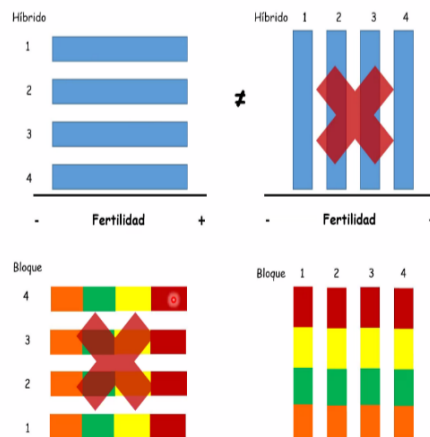 Híbrido
1
2
3
4
- Fertilidad +
≠
Híbrido 1 2 3 4
- Fertilidad
Bloque
4
3
2
1
Bloque 1 2 3 4